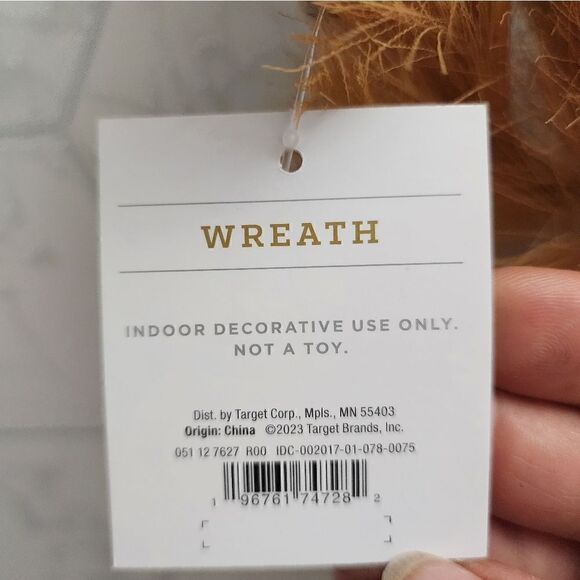 WREATH
INDOOR DECORATIVE USE ONLY.
NOT A TOY.
Dist. by Target Corp., Mpls., MN 55403
Origin: China ©2023 Target Brands, Inc.
051 12 7627 R00 IDC-002017-01-078-0075
1 96761 74728 2